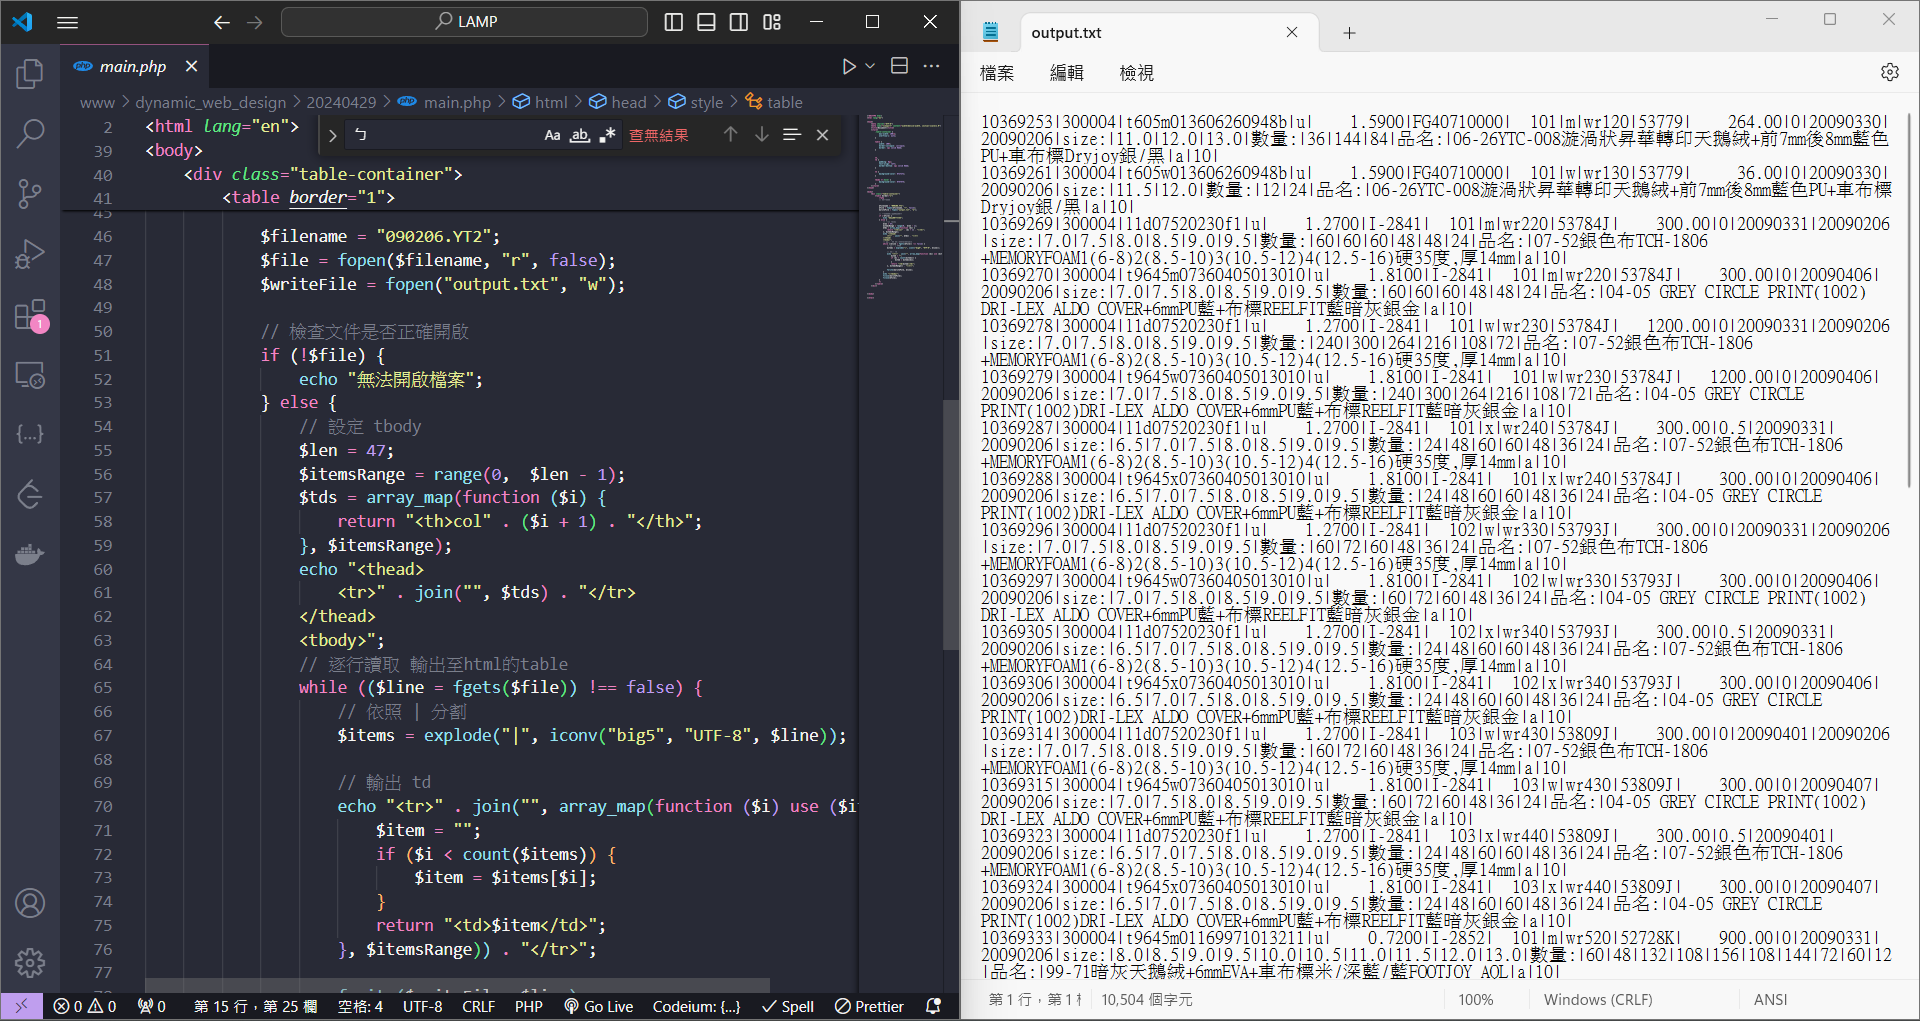 LAMP
main.php
www > dynamic_web_design > 20240429 > main.php > html > head > style > table
ㄅ
Aa ab
查無結果
2 <html lang="en">
39 <body>
40 <div class="table-container">
41 <table border="1">
45
46 $filename = "090206.YT2";
47 $file = fopen($filename, "r", false);
48 $writeFile = fopen("output.txt", "w");
49
50 // 檢查文件是否正確開啟
51 if (!$file) {
52 echo "無法開啟檔案";
53 } else {
54 // 設定 tbody
55 $len = 47;
56 $itemsRange = range(0, $len - 1);
57 $tds = array_map(function ($i) {
58 return "<th>col" . ($i + 1) . "</th>";
59 }, $itemsRange);
60 echo "<thead>
61 <tr>" . join("", $tds) . "</tr>
62 </thead>
63 <tbody>";
64 // 逐行讀取 輸出至html的table
65 while (($line = fgets($file)) !== false) {
66 // 依照 | 分割
67 $items = explode("|", iconv("big5", "UTF-8", $line));
68
69 // 輸出 td
70 echo "<tr>" . join("", array_map(function ($i) use ($i
71 $item = "";
72 if ($i < count($items)) {
73 $item = $items[$i];
74 }
75 return "<td>$item</td>";
76 }, $itemsRange)) . "</tr>";
77
1
0 0 0 第 15 行，第 25 欄 空格: 4 UTF-8 CRLF PHP Go Live Codeium: {...} Spell Prettier
output.txt
檔案 編輯 檢視
10369253|300004|t605m013606260948b|u| 1.5900|FG40710000| 101|m|wr120|53779| 264.00|0|20090330|
20090206|size:|11.0|12.0|13.0|數量:|36|144|84|品名:|06-26YTC-008漩渦狀昇華轉印天鵝絨+前7mm後8mm藍色
PU+車布標Dryjoy銀/黑|a|10|
10369261|300004|t605w013606260948b|u| 1.5900|FG40710000| 101|w|wr130|53779| 36.00|0|20090330|
20090206|size:|11.5|12.0|數量:|12|24|品名:|06-26YTC-008漩渦狀昇華轉印天鵝絨+前7mm後8mm藍色PU+車布標
Dryjoy銀/黑|a|10|
10369269|300004|11d07520230f1|u| 1.2700|I-2841| 101|m|wr220|53784J| 300.00|0|20090331|20090206
|size:|7.0|7.5|8.0|8.5|9.0|9.5|數量:|60|60|60|48|48|24|品名:|07-52銀色布TCH-1806
+MEMORYFOAM1(6-8)2(8.5-10)3(10.5-12)4(12.5-16)硬35度,厚14mm|a|10|
10369270|300004|t9645m07360405013010|u| 1.8100|I-2841| 101|m|wr220|53784J| 300.00|0|20090406|
20090206|size:|7.0|7.5|8.0|8.5|9.0|9.5|數量:|60|60|60|48|48|24|品名:|04-05 GREY CIRCLE PRINT(1002)
DRI-LEX ALDO COVER+6mmPU藍+布標REELFIT藍暗灰銀金|a|10|
10369278|300004|11d07520230f1|u| 1.2700|I-2841| 101|w|wr230|53784J| 1200.00|0|20090331|20090206
|size:|7.0|7.5|8.0|8.5|9.0|9.5|數量:|240|300|264|216|108|72|品名:|07-52銀色布TCH-1806
+MEMORYFOAM1(6-8)2(8.5-10)3(10.5-12)4(12.5-16)硬35度,厚14mm|a|10|
10369279|300004|t9645w07360405013010|u| 1.8100|I-2841| 101|w|wr230|53784J| 1200.00|0|20090406|
20090206|size:|7.0|7.5|8.0|8.5|9.0|9.5|數量:|240|300|264|216|108|72|品名:|04-05 GREY CIRCLE
PRINT(1002)DRI-LEX ALDO COVER+6mmPU藍+布標REELFIT藍暗灰銀金|a|10|
10369287|300004|11d07520230f1|u| 1.2700|I-2841| 101|x|wr240|53784J| 300.00|0.5|20090331|
20090206|size:|6.5|7.0|7.5|8.0|8.5|9.0|9.5|數量:|24|48|60|60|48|36|24|品名:|07-52銀色布TCH-1806
+MEMORYFOAM1(6-8)2(8.5-10)3(10.5-12)4(12.5-16)硬35度,厚14mm|a|10|
10369288|300004|t9645x07360405013010|u| 1.8100|I-2841| 101|x|wr240|53784J| 300.00|0.5|20090406|
20090206|size:|6.5|7.0|7.5|8.0|8.5|9.0|9.5|數量:|24|48|60|60|48|36|24|品名:|04-05 GREY CIRCLE
PRINT(1002)DRI-LEX ALDO COVER+6mmPU藍+布標REELFIT藍暗灰銀金|a|10|
10369296|300004|11d07520230f1|u| 1.2700|I-2841| 102|w|wr330|53793J| 300.00|0|20090331|20090206
|size:|7.0|7.5|8.0|8.5|9.0|9.5|數量:|60|72|60|48|36|24|品名:|07-52銀色布TCH-1806
+MEMORYFOAM1(6-8)2(8.5-10)3(10.5-12)4(12.5-16)硬35度,厚14mm|a|10|
10369297|300004|t9645w07360405013010|u| 1.8100|I-2841| 102|w|wr330|53793J| 300.00|0|20090406|
20090206|size:|7.0|7.5|8.0|8.5|9.0|9.5|數量:|60|72|60|48|36|24|品名:|04-05 GREY CIRCLE PRINT(1002)
DRI-LEX ALDO COVER+6mmPU藍+布標REELFIT藍暗灰銀金|a|10|
10369305|300004|11d07520230f1|u| 1.2700|I-2841| 102|x|wr340|53793J| 300.00|0.5|20090331|
20090206|size:|6.5|7.0|7.5|8.0|8.5|9.0|9.5|數量:|24|48|60|60|48|36|24|品名:|07-52銀色布TCH-1806
+MEMORYFOAM1(6-8)2(8.5-10)3(10.5-12)4(12.5-16)硬35度,厚14mm|a|10|
10369306|300004|t9645x07360405013010|u| 1.8100|I-2841| 102|x|wr340|53793J| 300.00|0.5|20090406|
20090206|size:|6.5|7.0|7.5|8.0|8.5|9.0|9.5|數量:|24|48|60|60|48|36|24|品名:|04-05 GREY CIRCLE
PRINT(1002)DRI-LEX ALDO COVER+6mmPU藍+布標REELFIT藍暗灰銀金|a|10|
10369314|300004|11d07520230f1|u| 1.2700|I-2841| 103|w|wr430|53809J| 300.00|0|20090401|20090206
|size:|7.0|7.5|8.0|8.5|9.0|9.5|數量:|60|72|60|48|36|24|品名:|07-52銀色布TCH-1806
+MEMORYFOAM1(6-8)2(8.5-10)3(10.5-12)4(12.5-16)硬35度,厚14mm|a|10|
10369315|300004|t9645w07360405013010|u| 1.8100|I-2841| 103|w|wr430|53809J| 300.00|0|20090407|
20090206|size:|7.0|7.5|8.0|8.5|9.0|9.5|數量:|60|72|60|48|36|24|品名:|04-05 GREY CIRCLE PRINT(1002)
DRI-LEX ALDO COVER+6mmPU藍+布標REELFIT藍暗灰銀金|a|10|
10369323|300004|11d07520230f1|u| 1.2700|I-2841| 103|x|wr440|53809J| 300.00|0.5|20090401|
20090206|size:|6.5|7.0|7.5|8.0|8.5|9.0|9.5|數量:|24|48|60|60|48|36|24|品名:|07-52銀色布TCH-1806
+MEMORYFOAM1(6-8)2(8.5-10)3(10.5-12)4(12.5-16)硬35度,厚14mm|a|10|
10369324|300004|t9645x07360405013010|u| 1.8100|I-2841| 103|x|wr440|53809J| 300.00|0.5|20090407|
20090206|size:|6.5|7.0|7.5|8.0|8.5|9.0|9.5|數量:|24|48|60|60|48|36|24|品名:|04-05 GREY CIRCLE
PRINT(1002)DRI-LEX ALDO COVER+6mmPU藍+布標REELFIT藍暗灰銀金|a|10|
10369333|300004|t9645m01169971013211|u| 0.7200|I-2852| 101|m|wr520|52728K| 900.00|0|20090331|
20090206|size:|8.0|8.5|9.0|9.5|10.0|10.5|11.0|11.5|12.0|13.0|數量:|60|48|132|108|156|108|144|72|60|12
|品名:|99-71暗灰天鵝絨+6mmEVA+車布標米/深藍/藍FOOTJOY AQL|a|10|
第 1 行，第 1 10,504 個字元 100% Windows (CRLF) ANSI